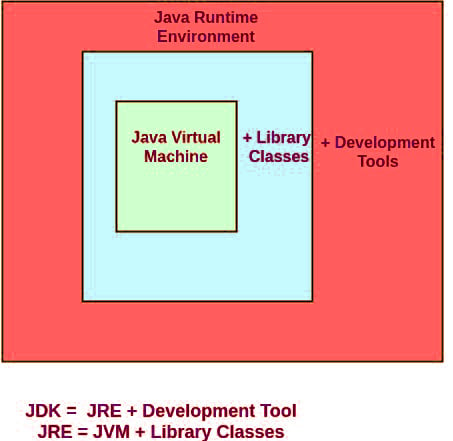 Java Runtime
Environment
Java Virtual
Machine
+ Library
Classes
+ Development
Tools
JDK = JRE + Development Tool
JRE = JVM + Library Classes